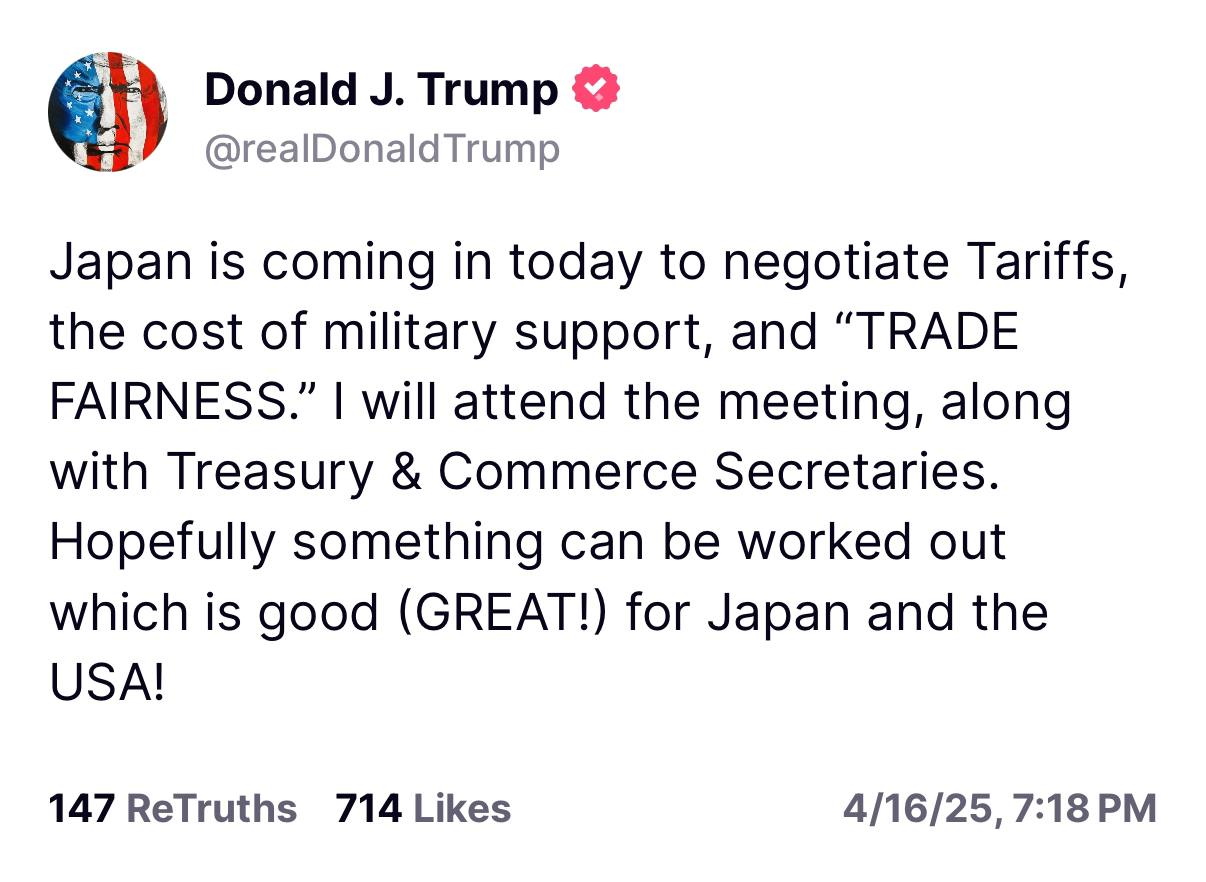 Donald J. Trump
@realDonaldTrump
Japan is coming in today to negotiate Tariffs,
the cost of military support, and “TRADE
FAIRNESS.” I will attend the meeting, along
with Treasury & Commerce Secretaries.
Hopefully something can be worked out
which is good (GREAT!) for Japan and the
USA!
147 ReTruths 714 Likes 4/16/25, 7:18 PM